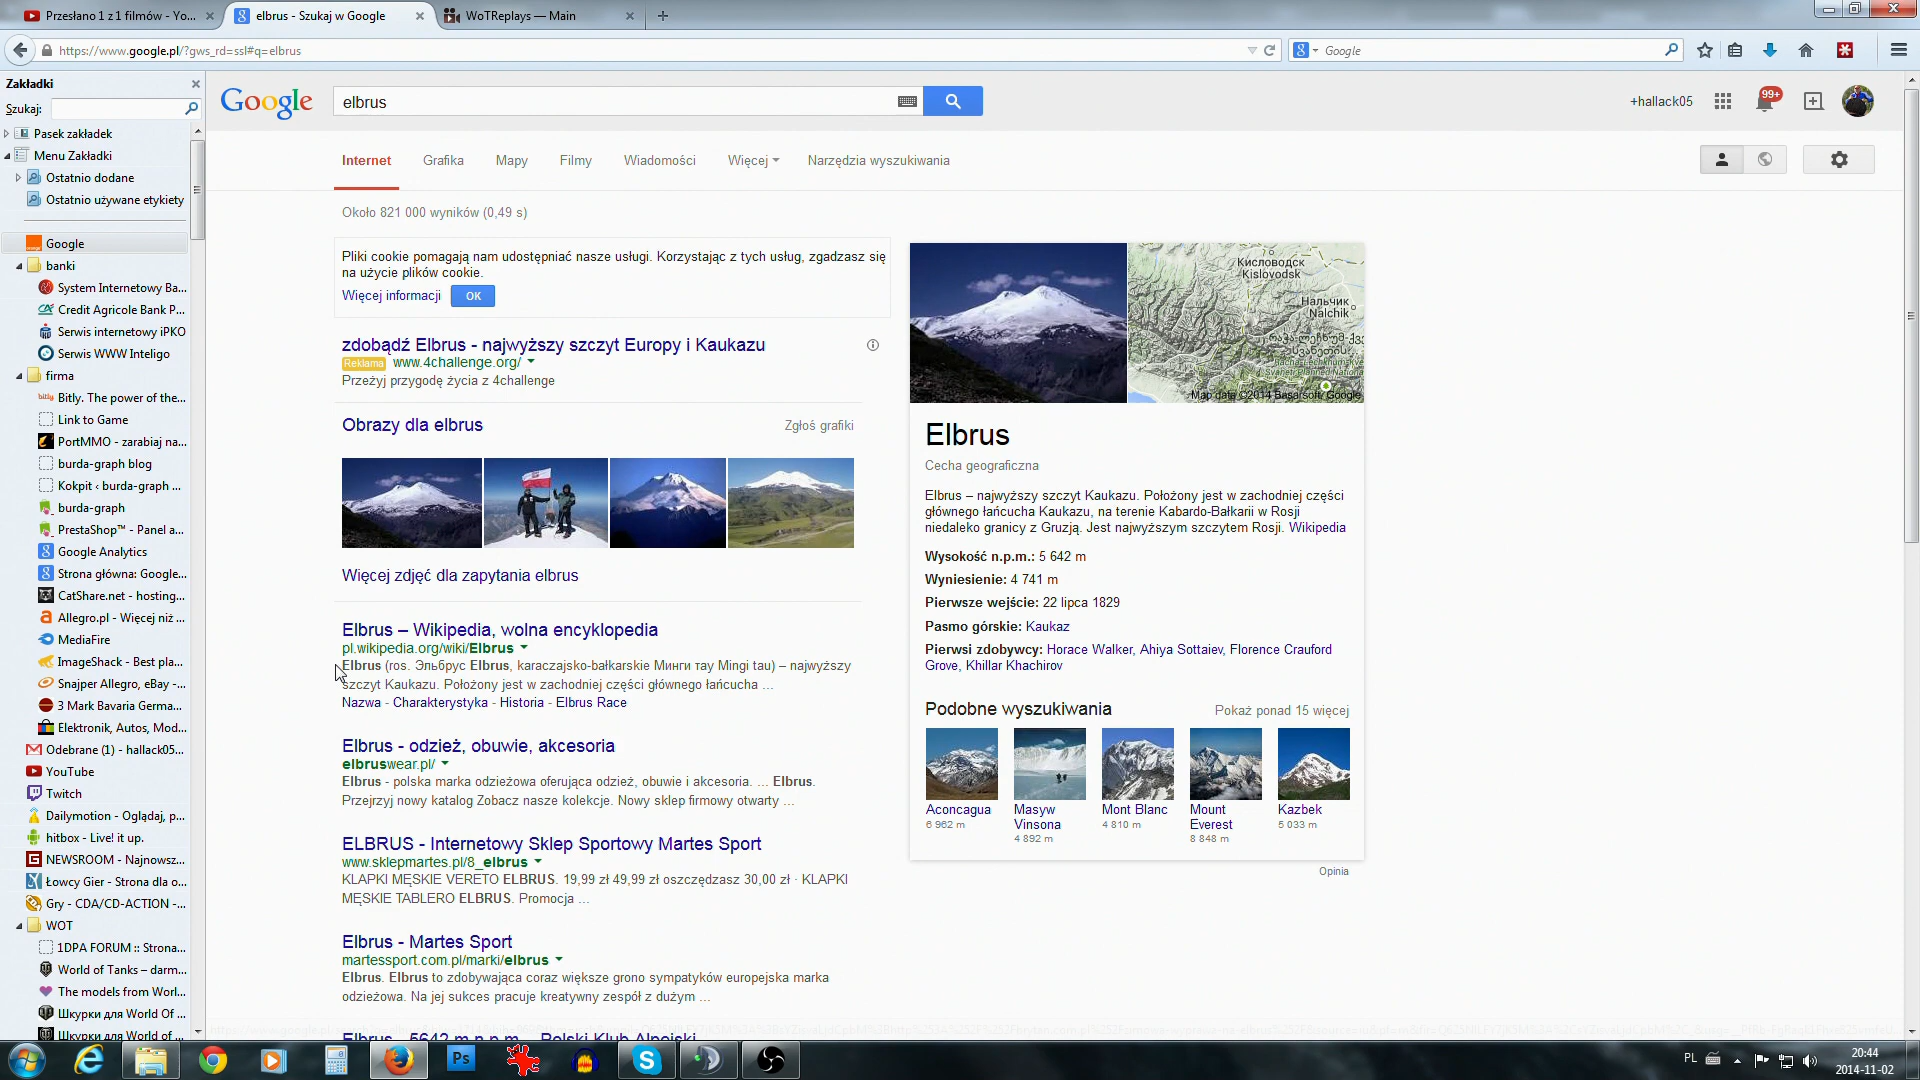 Przesłano 1 z 1 filmów - Yo...
elbrus - Szukaj w Google
WoTReplays — Main
https://www.google.pl/?gws_rd=ssl#q=elbrus
Google
Zakładki
Szukaj:
Pasek zakładek
Menu Zakładki
Ostatnio dodane
Ostatnio używane etykiety
Google
banki
System Internetowy Ba...
Credit Agricole Bank P...
Serwis internetowy iPKO
Serwis WWW Inteligo
firma
Bitly. The power of the...
Link to Game
PortMMO - zarabiaj na...
burda-graph blog
Kokpit ‹ burda-graph ...
burda-graph
PrestaShop™ - Panel a...
Google Analytics
Strona główna: Google...
CatShare.net - hosting...
Allegro.pl - Więcej niż ...
MediaFire
ImageShack - Best pla...
Snajper Allegro, eBay -...
3 Mark Bavaria Germa...
Elektronik, Autos, Mod...
Odebrane (1) - hallack05...
YouTube
Twitch
Dailymotion - Oglądaj, p...
hitbox - Live! it up.
NEWSROOM - Najnowsz...
Łowcy Gier - Strona dla o...
Gry - CDA/CD-ACTION -...
WOT
1DPA FORUM :: Strona...
World of Tanks – darm...
The models from Worl...
Шкурки для World Of ...
Шкурки для World of ...
Google
elbrus
+hallack05
99+
Internet
Grafika
Mapy
Filmy
Wiadomości
Więcej
Narzędzia wyszukiwania
Około 821 000 wyników (0,49 s)
Pliki cookie pomagają nam udostępniać nasze usługi. Korzystając z tych usług, zgadzasz się
na użycie plików cookie.
Więcej informacji
OK
zdobądź Elbrus - najwyższy szczyt Europy i Kaukazu
Reklama
www.4challenge.org/
Przeżyj przygodę życia z 4challenge
Obrazy dla elbrus
Zgłoś grafiki
Więcej zdjęć dla zapytania elbrus
Elbrus – Wikipedia, wolna encyklopedia
pl.wikipedia.org/wiki/Elbrus
Elbrus (ros. Эльбрус Elbrus, karaczajsko-bałkarskie Минги тау Mingi tau) – najwyższy
szczyt Kaukazu. Położony jest w zachodniej części głównego łańcucha ...
Nazwa - Charakterystyka - Historia - Elbrus Race
Elbrus - odzież, obuwie, akcesoria
elbruswear.pl/
Elbrus - polska marka odzieżowa oferująca odzież, obuwie i akcesoria. ... Elbrus.
Przejrzyj nowy katalog Zobacz nasze kolekcje. Nowy sklep firmowy otwarty ...
ELBRUS - Internetowy Sklep Sportowy Martes Sport
www.sklepmartes.pl/8_elbrus
KLAPKI MĘSKIE VERETO ELBRUS. 19,99 zł 49,99 zł oszczędzasz 30,00 zł · KLAPKI
MĘSKIE TABLERO ELBRUS. Promocja ...
Elbrus - Martes Sport
martessport.com.pl/marki/elbrus
Elbrus. Elbrus to zdobywająca coraz większe grono sympatyków europejska marka
odzieżowa. Na jej sukces pracuje kreatywny zespół z dużym ...
Elbrus - 5642 m n.p.m. - Polski Klub Alpejski
Кисловодск
Kislovodsk
Нальчик
Nalchik
Svaneti Planned National
Map data ©2014 Basarsoft, Google
Elbrus
Cecha geograficzna
Elbrus – najwyższy szczyt Kaukazu. Położony jest w zachodniej części
głównego łańcucha Kaukazu, na terenie Kabardo-Bałkarii w Rosji
niedaleko granicy z Gruzją. Jest najwyższym szczytem Rosji. Wikipedia
Wysokość n.p.m.: 5 642 m
Wyniesienie: 4 741 m
Pierwsze wejście: 22 lipca 1829
Pasmo górskie: Kaukaz
Pierwsi zdobywcy: Horace Walker, Ahiya Sottaiev, Florence Crauford
Grove, Khillar Khachirov
Podobne wyszukiwania
Pokaż ponad 15 więcej
Aconcagua
6 962 m
Masyw
Vinsona
4 892 m
Mont Blanc
4 810 m
Mount
Everest
8 848 m
Kazbek
5 033 m
Opinia
Ps
PL
20:44
2014-11-02